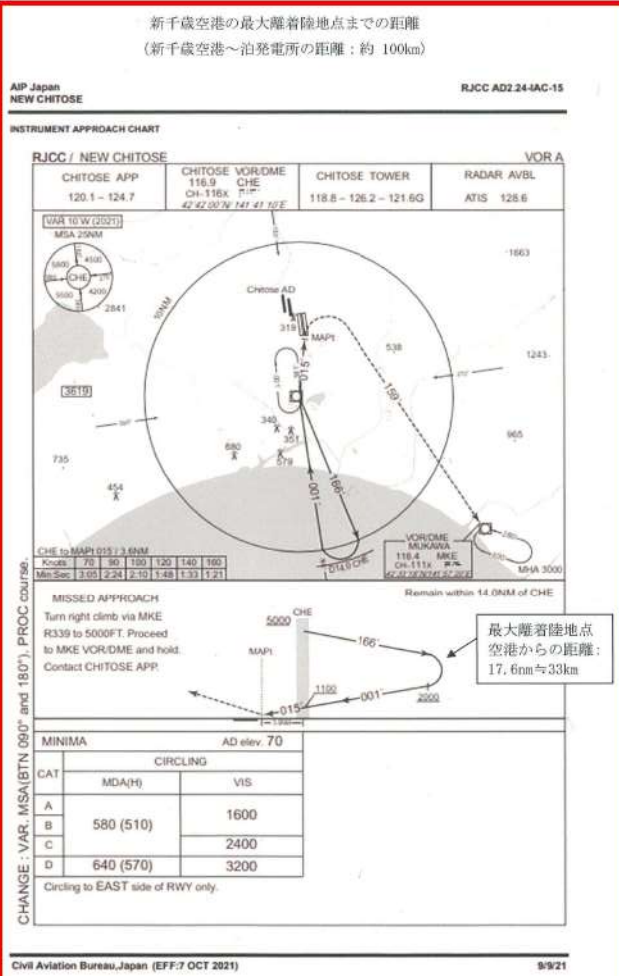 新千歳空港の最大離着陸地点までの距離
(新千歳空港~泊発電所の距離:約 100km)
AIP Japan
NEW CHITOSE
RJCC AD2.24-IAC-15
INSTRUMENT APPROACH CHART
RJCC / NEW CHITOSE
VOR A
CHITOSE APP
120.1 – 124.7
CHITOSE VOR/DME
116.9 CHE
CH-116X
42 42 00"N/ 141 41 10"E
CHITOSE TOWER
118.8 – 126.2 – 121.6G
RADAR AVBL
ATIS 128.6
VAR 10°W (2021)
MSA 25NM
4500
CHE
5500
4200
2841
10NM
Chitose AD
319
MAPt
1663
538
1243
015°
159°
3619
340
351
680
579
965
735
454
001°
166°
D14.0 CHE
VOR/DME
MUKAWA
116.4 MKE
CH-111X
MHA 3000
CHE to MAPt 015°/ 3.6NM
Knots 70 90 100 120 140 160
Min:Sec 3:05 2:24 2:10 1:48 1:33 1:21
MISSED APPROACH
Turn right climb via MKE
R339 to 5000FT. Proceed
to MKE VOR/DME and hold.
Contact CHITOSE APP.
Remain within 14.0NM of CHE
CHE
5000
MAPt
166°
1100
001°
2000
015°
最大離着陸地点
空港からの距離:
17.6nm≒33km
MINIMA
AD elev. 70
CAT
CIRCLING
MDA(H)
VIS
A
B
C
580 (510)
1600
2400
D
640 (570)
3200
Circling to EAST side of RWY only.
CHANGE : VAR. MSA(BTN 090° and 180°), PROC course.
Civil Aviation Bureau,Japan (EFF:7 OCT 2021)
9/9/21